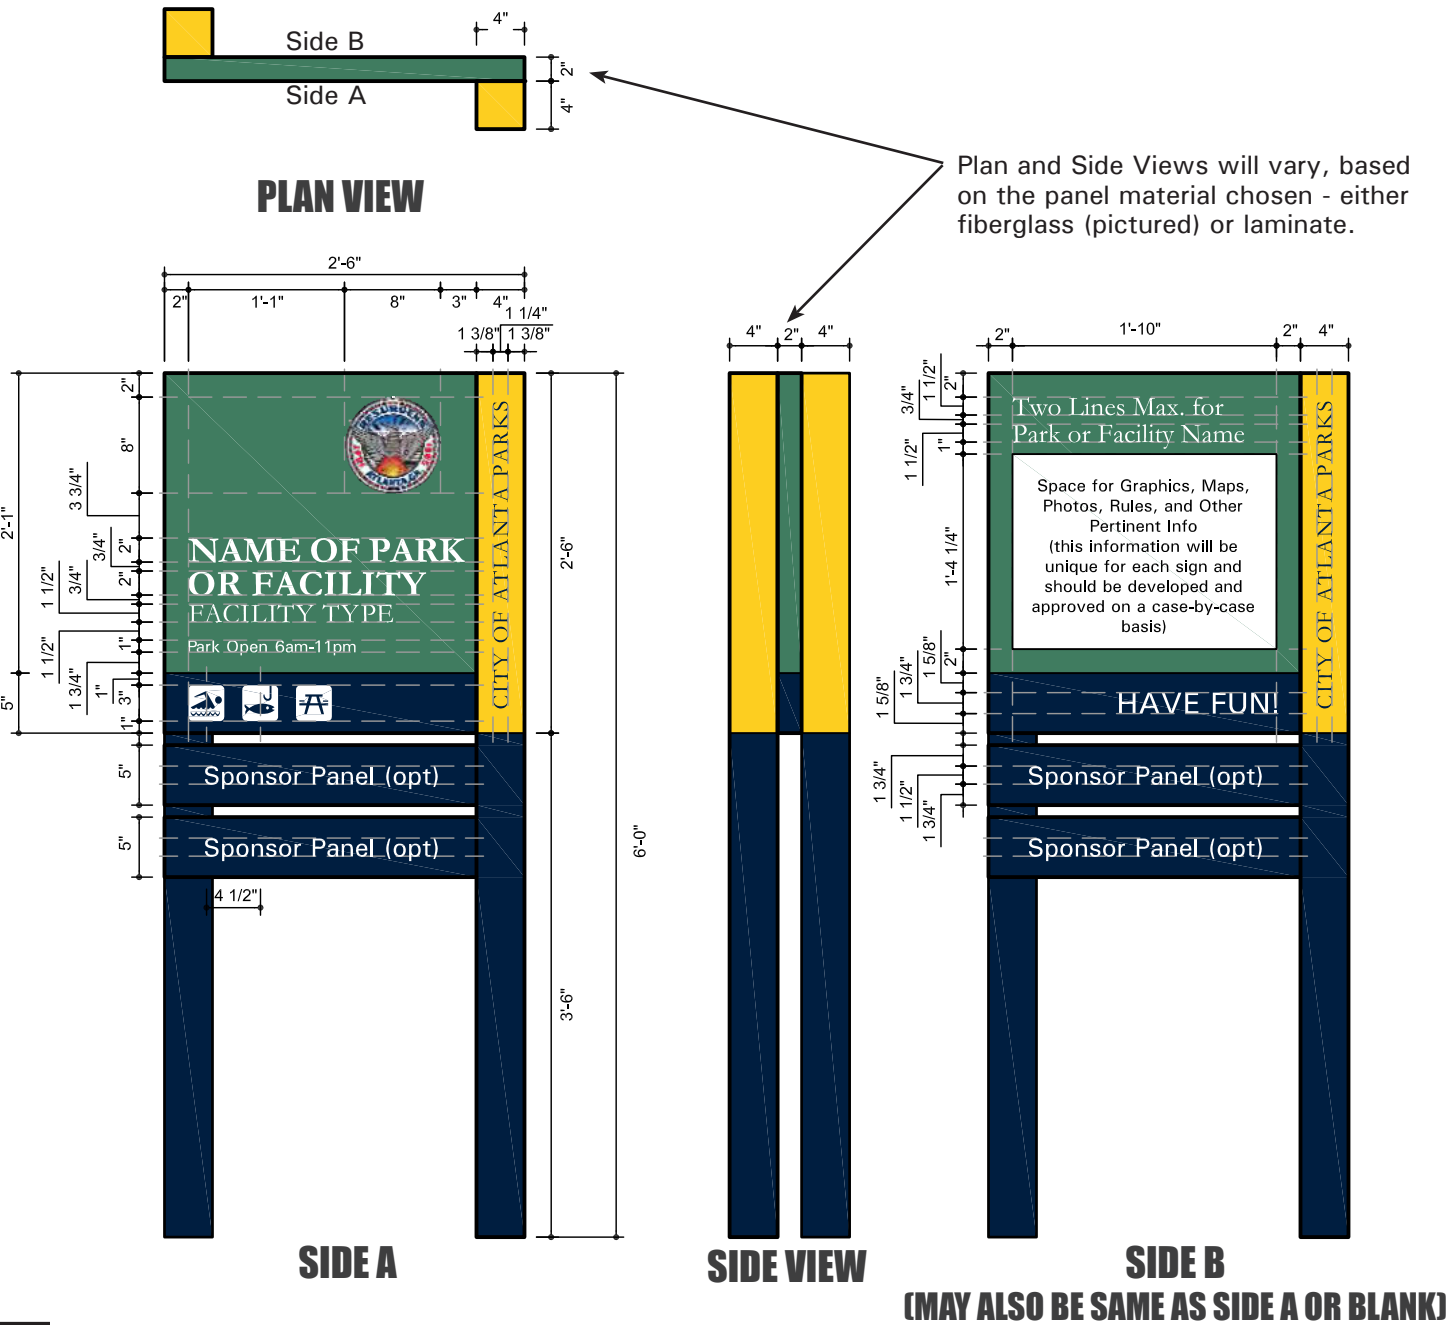 Side B
4"
2"
Side A
4"
PLAN VIEW
Plan and Side Views will vary, based
on the panel material chosen - either
fiberglass (pictured) or laminate.
2'-6"
2"
1'-1"
8"
3"
4"
1 1/4"
1 3/8"
1 3/8"
2'-1"
5"
2"
8"
3 3/4"
2"
3/4"
2"
3/4"
1 1/2"
1"
1 1/2"
1 3/4"
1"
3"
1"
5"
5"
ATLANTA, GA.
NAME OF PARK
OR FACILITY
FACILITY TYPE
Park Open 6am-11pm
CITY OF ATLANTA PARKS
Sponsor Panel (opt)
Sponsor Panel (opt)
4 1/2"
2'-6"
6'-0"
3'-6"
SIDE A
4"
2"
4"
SIDE VIEW
2"
1'-10"
2"
4"
2"
1 1/2"
3/4"
1"
1 1/2"
1'-4 1/4"
2"
1 5/8"
1 3/4"
1 5/8"
1 3/4"
1 1/2"
1 3/4"
Two Lines Max. for
Park or Facility Name
Space for Graphics, Maps,
Photos, Rules, and Other
Pertinent Info
(this information will be
unique for each sign and
should be developed and
approved on a case-by-case
basis)
HAVE FUN!
CITY OF ATLANTA PARKS
Sponsor Panel (opt)
Sponsor Panel (opt)
SIDE B
(MAY ALSO BE SAME AS SIDE A OR BLANK)